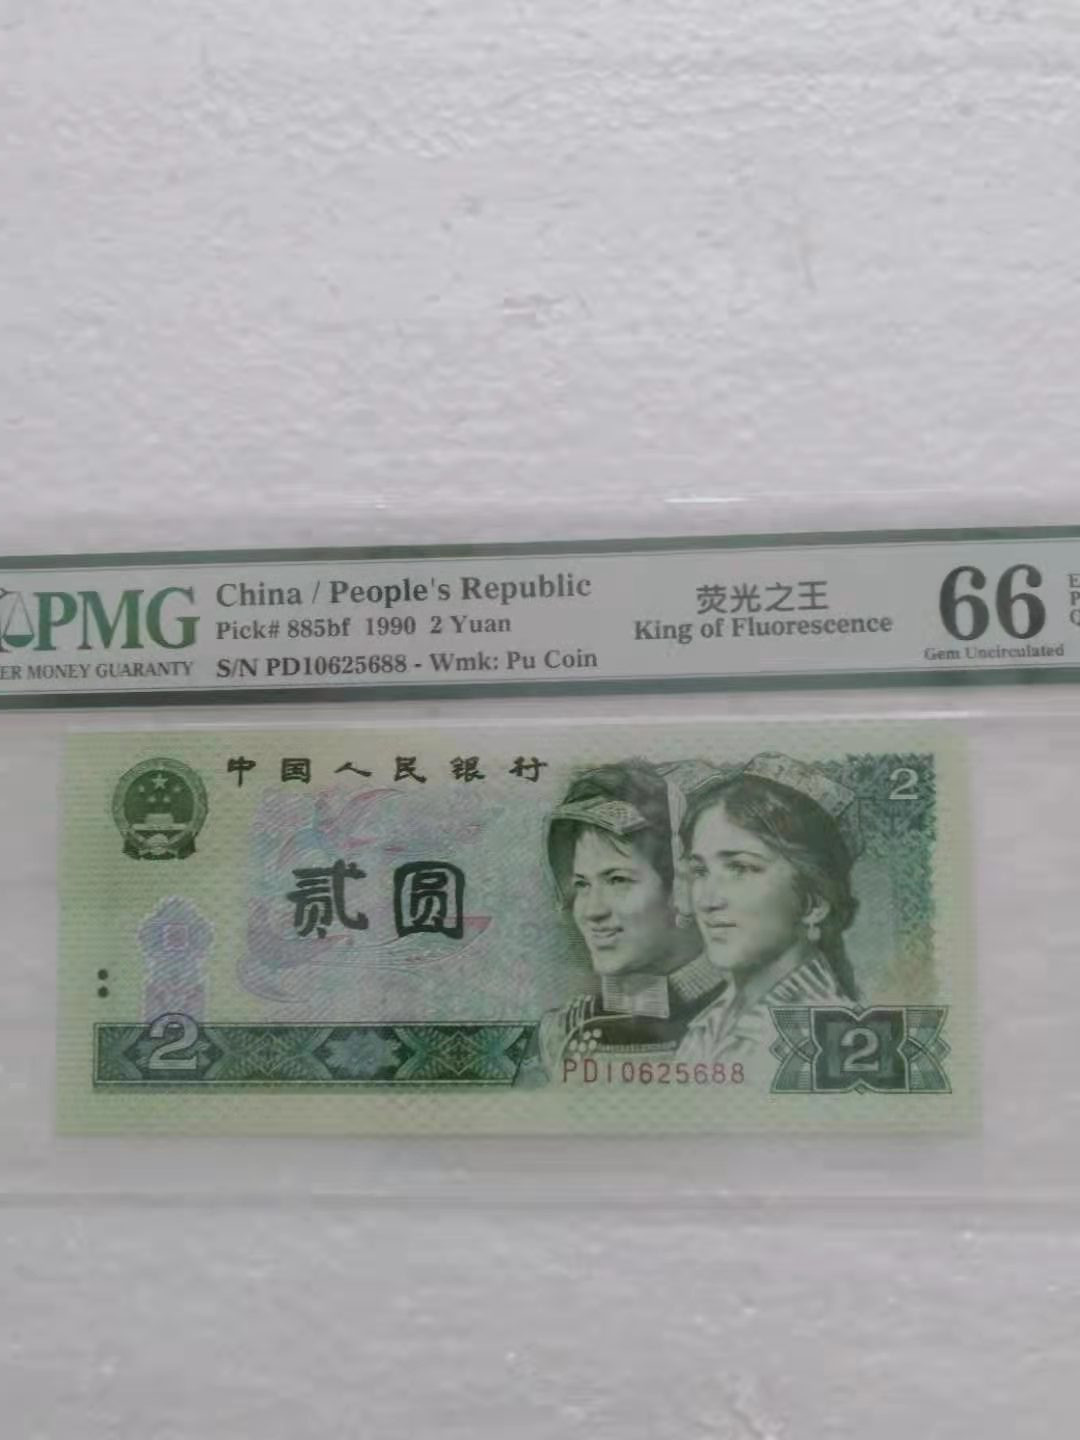 PMG
ER MONEY GUARANTY
China / People's Republic
Pick# 885bf 1990 2 Yuan
S/N PD10625688 - Wmk: Pu Coin
荧光之王
King of Fluorescence
66
Gem Uncirculated
E
P
Q
中国人民银行
2
贰圆
2
2
PD10625688